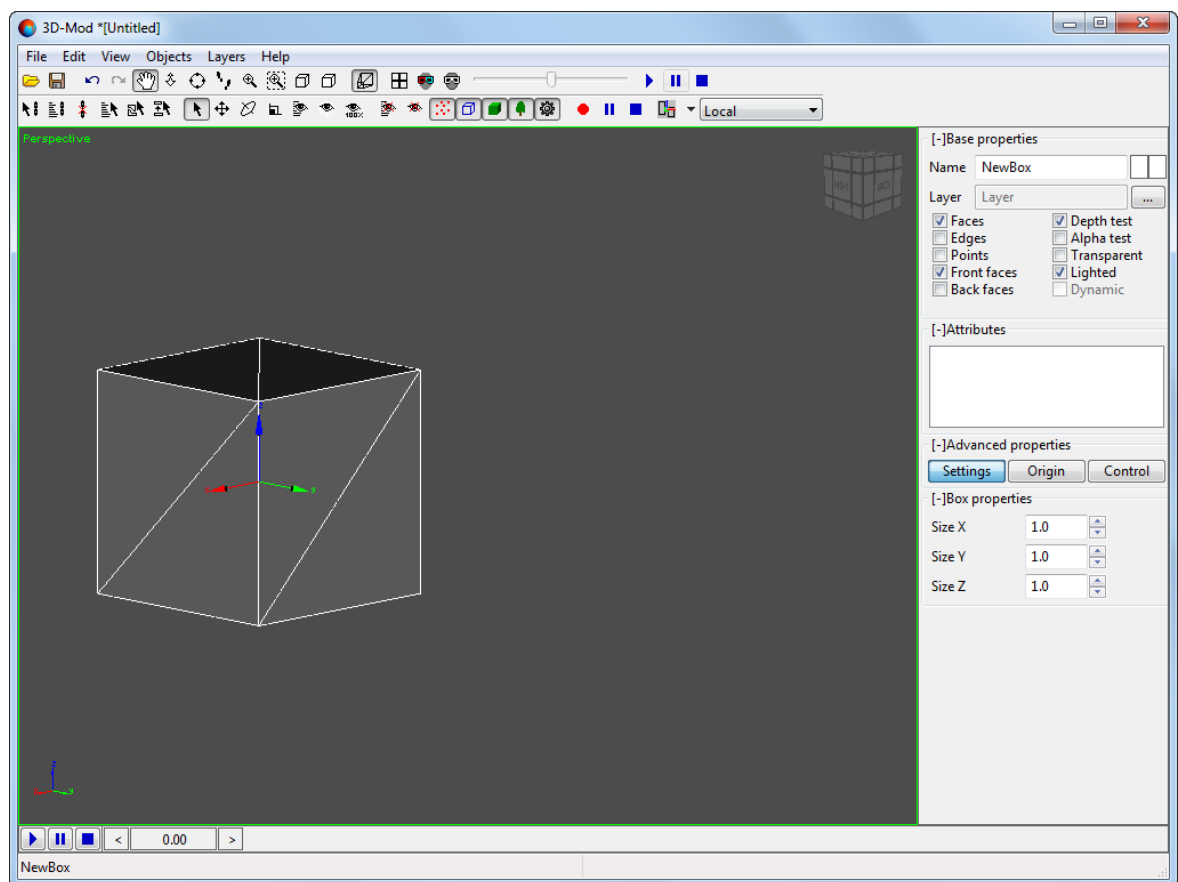 3D-Mod *[Untitled]
File Edit View Objects Layers Help
100%
Local
Perspective
[-]Base properties
Name NewBox
Layer Layer ...
Faces Depth test
Edges Alpha test
Points Transparent
Front faces Lighted
Back faces Dynamic
[-]Attributes
[-]Advanced properties
Settings Origin Control
[-]Box properties
Size X 1.0
Size Y 1.0
Size Z 1.0
z
y
z
y
< 0.00 >
NewBox